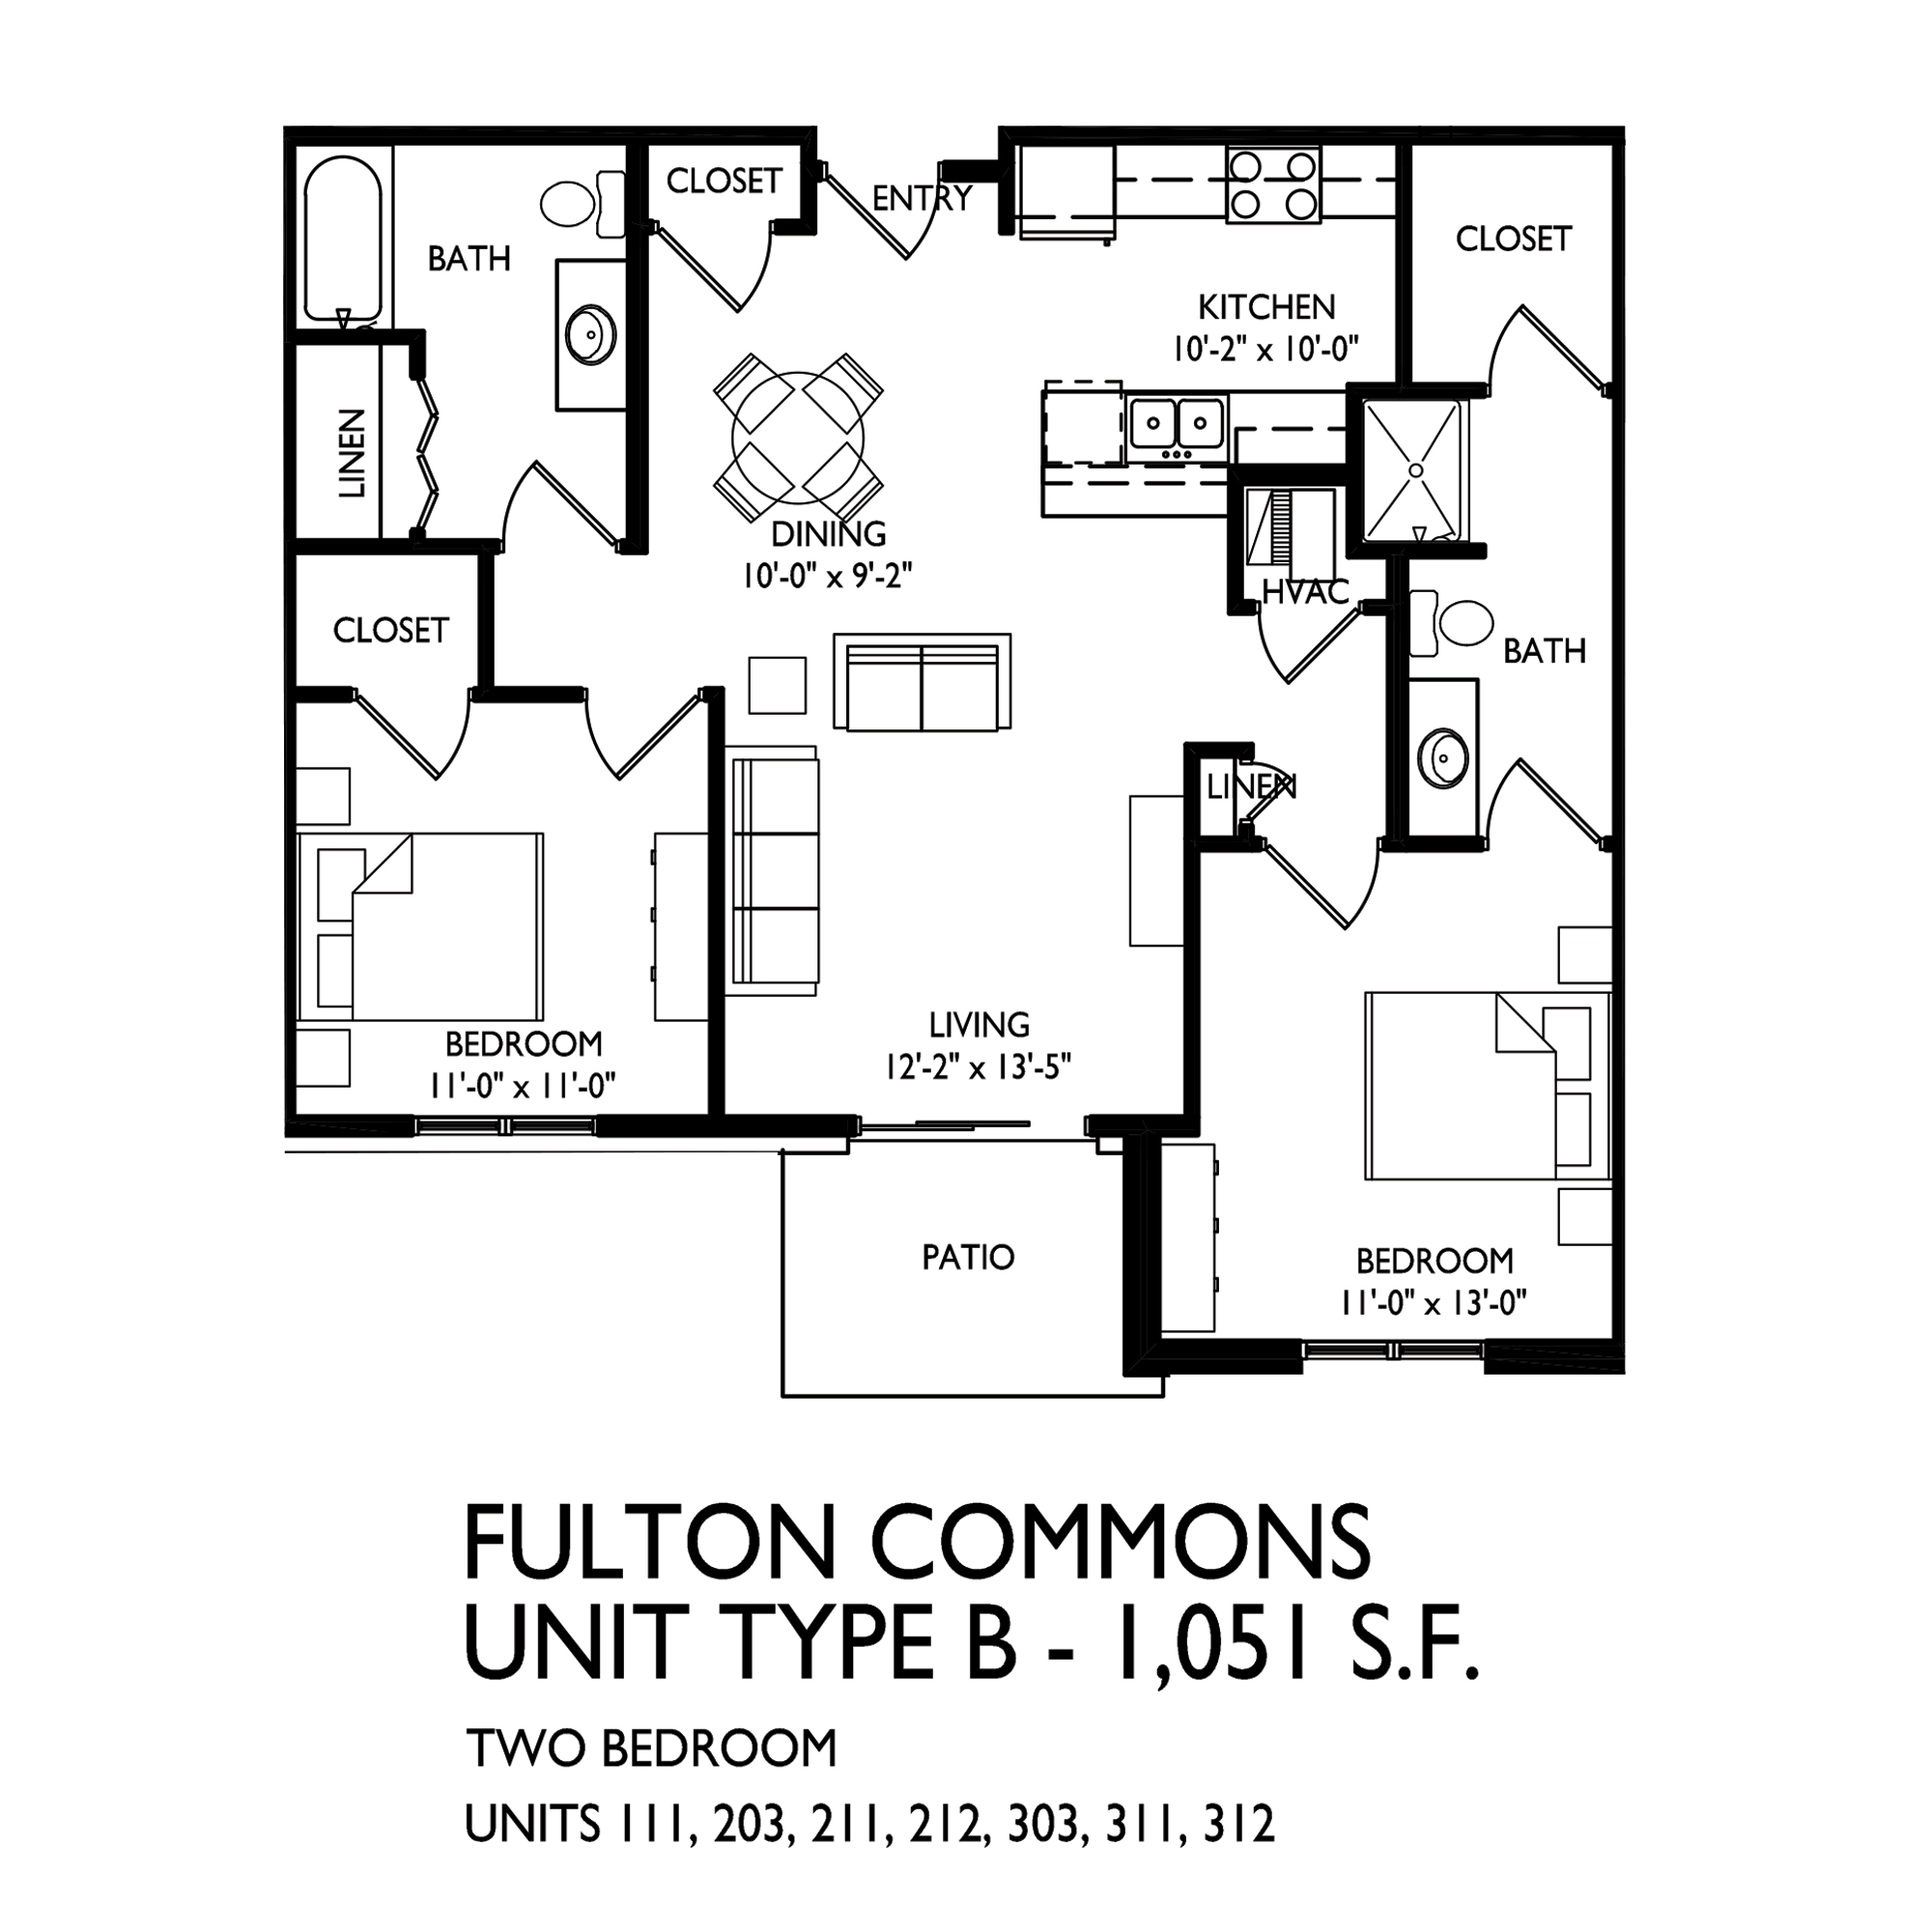 CLOSET
ENTRY
BATH
CLOSET
KITCHEN
10'-2" x 10'-0"
LINEN
DINING
10'-0" x 9'-2"
HVAC
CLOSET
BATH
LINEN
LIVING
12'-2" x 13'-5"
BEDROOM
11'-0" x 11'-0"
PATIO
BEDROOM
11'-0" x 13'-0"
FULTON COMMONS
UNIT TYPE B - 1,051 S.F.
TWO BEDROOM
UNITS 111, 203, 211, 212, 303, 311, 312